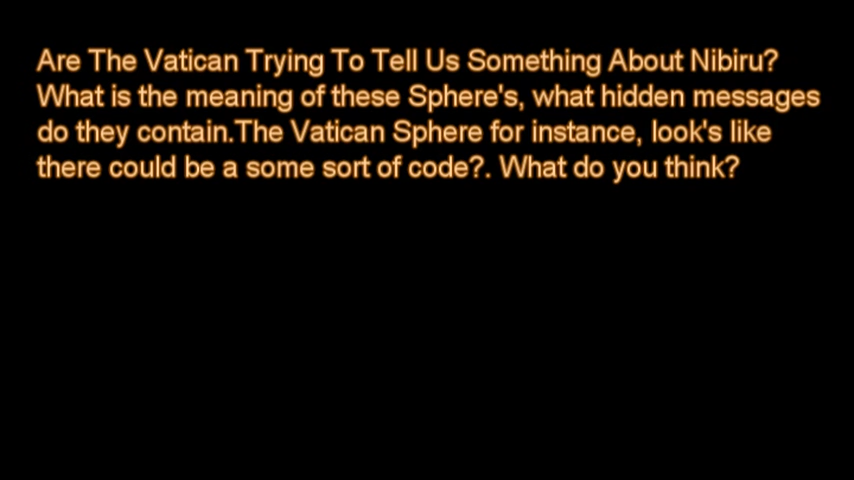 Are The Vatican Trying To Tell Us Something About Nibiru?
What is the meaning of these Sphere's, what hidden messages
do they contain.The Vatican Sphere for instance, look's like
there could be a some sort of code?. What do you think?